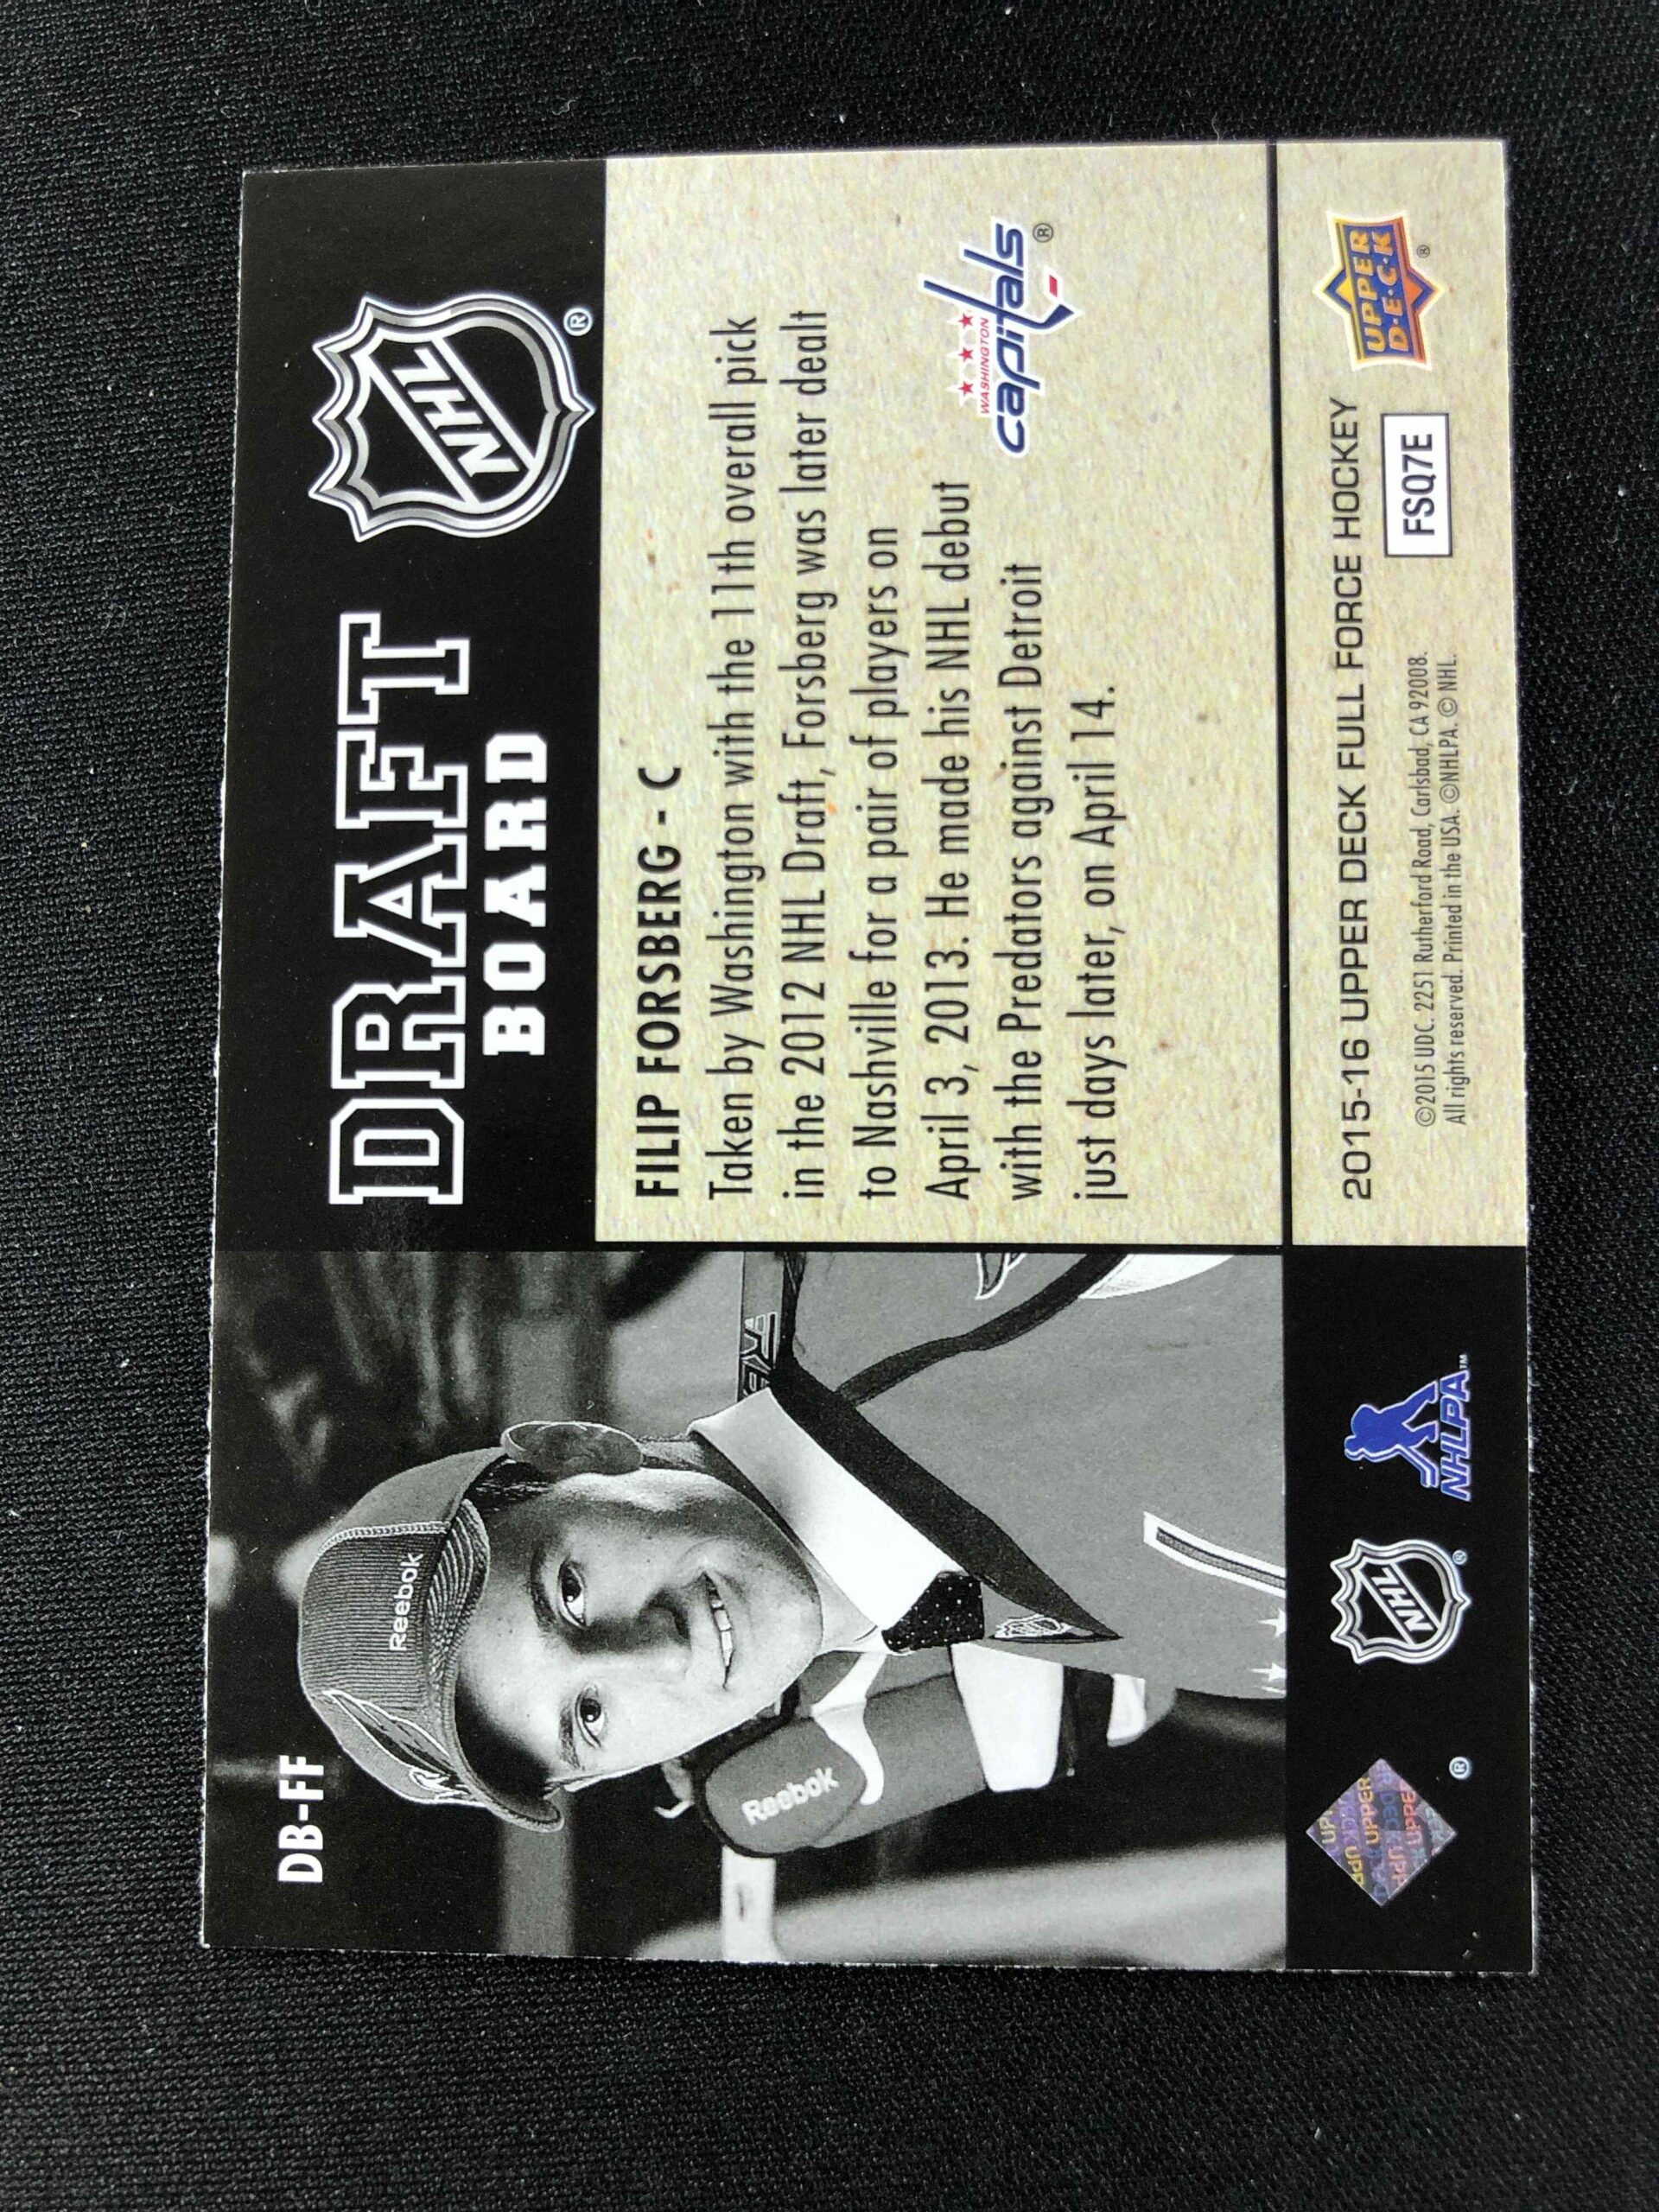 DB-FF
DRAFT
BOARD
NHL
®
Reebok
Reebok
FILIP FORSBERG - C
Taken by Washington with the 11th overall pick
in the 2012 NHL Draft, Forsberg was later dealt
to Nashville for a pair of players on
April 3, 2013. He made his NHL debut
with the Predators against Detroit
just days later, on April 14.
WASHINGTON
capitals
®
2015-16 UPPER DECK FULL FORCE HOCKEY
©2015 UDC. 2251 Rutherford Road, Carlsbad, CA 92008.
All rights reserved. Printed in the USA. ©NHLPA. © NHL.
FSQ7E
UPPER
D·E·C·K
®
®
NHL
®
NHLPA™